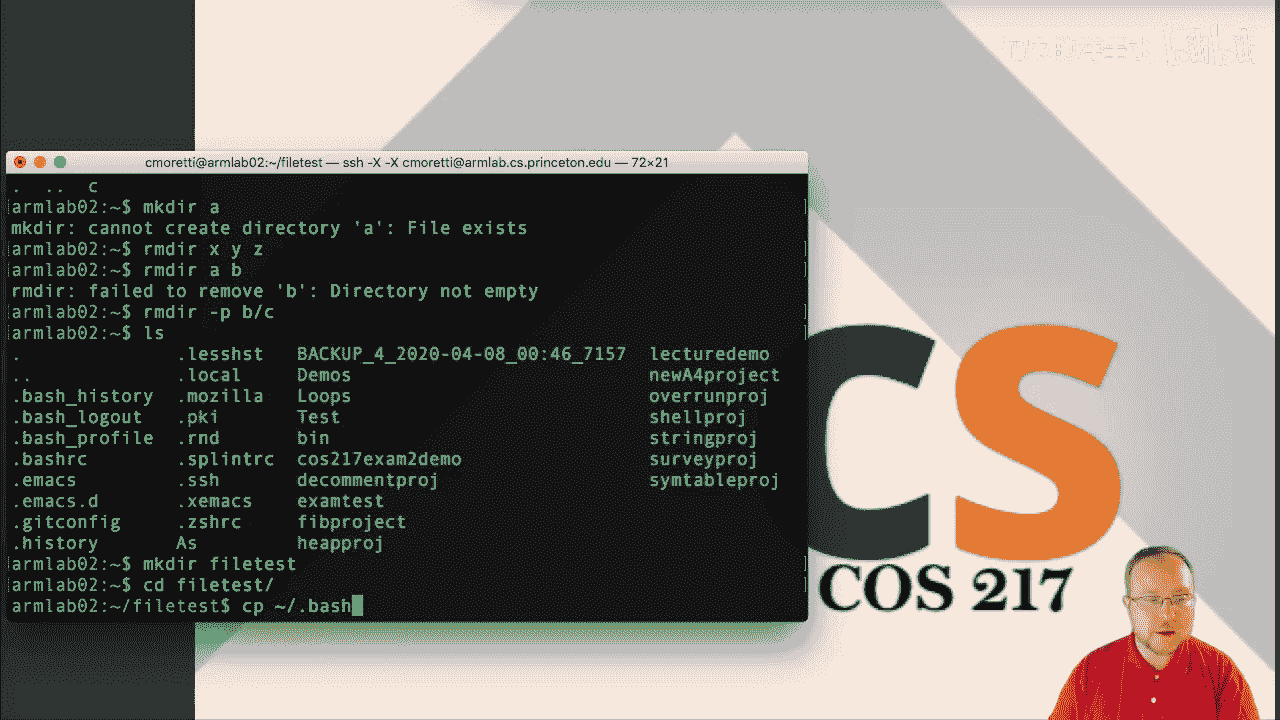 cmoretti@armlab02:~/filetest — ssh -X -X cmoretti@armlab.cs.princeton.edu — 72×21
. .. c
armlab02:~$ mkdir a
mkdir: cannot create directory 'a': File exists
armlab02:~$ rmdir x y z
armlab02:~$ rmdir a b
rmdir: failed to remove 'b': Directory not empty
armlab02:~$ rmdir -p b/c
armlab02:~$ ls
. .lesshst BACKUP_4_2020-04-08_00:46_7157 lecturedemo
.. .local Demos newA4project
.bash_history .mozilla Loops overrunproj
.bash_logout .pki Test shellproj
.bash_profile .rnd bin stringproj
.bashrc .splintrc cos217exam2demo surveyproj
.emacs .ssh decommentproj symtableproj
.emacs.d .xemacs examtest
.gitconfig .zshrc fibproject
.history As heapproj
armlab02:~$ mkdir filetest
armlab02:~$ cd filetest/
armlab02:~/filetest$ cp ~/.bash
CS
COS 217